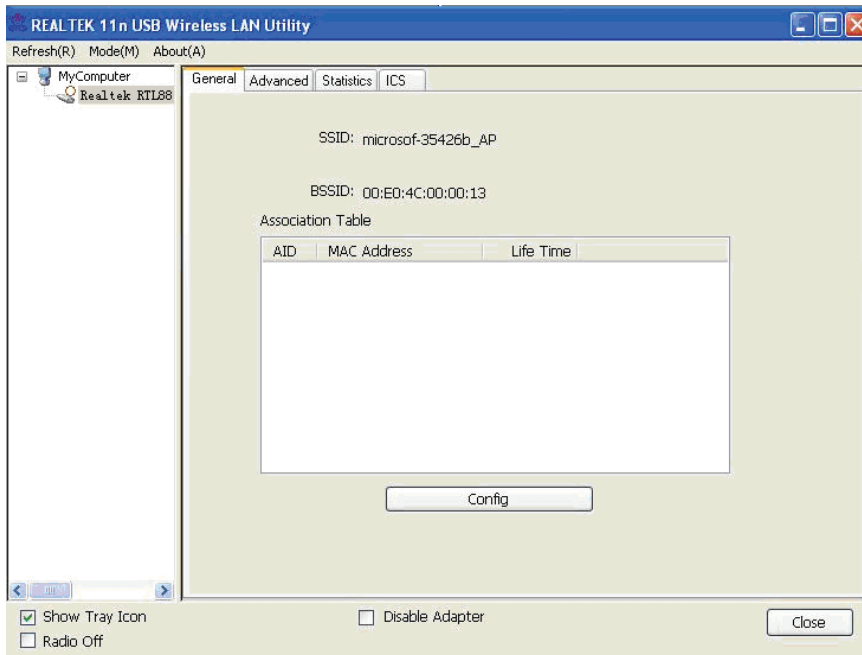 REALTEK 11n USB Wireless LAN Utility
Refresh(R) Mode(M) About(A)
MyComputer
Realtek RTL88
General Advanced Statistics ICS
SSID: microsof-35426b_AP
BSSID: 00:E0:4C:00:00:13
Association Table
AID MAC Address Life Time
Config
Show Tray Icon
Disable Adapter
Radio Off
Close